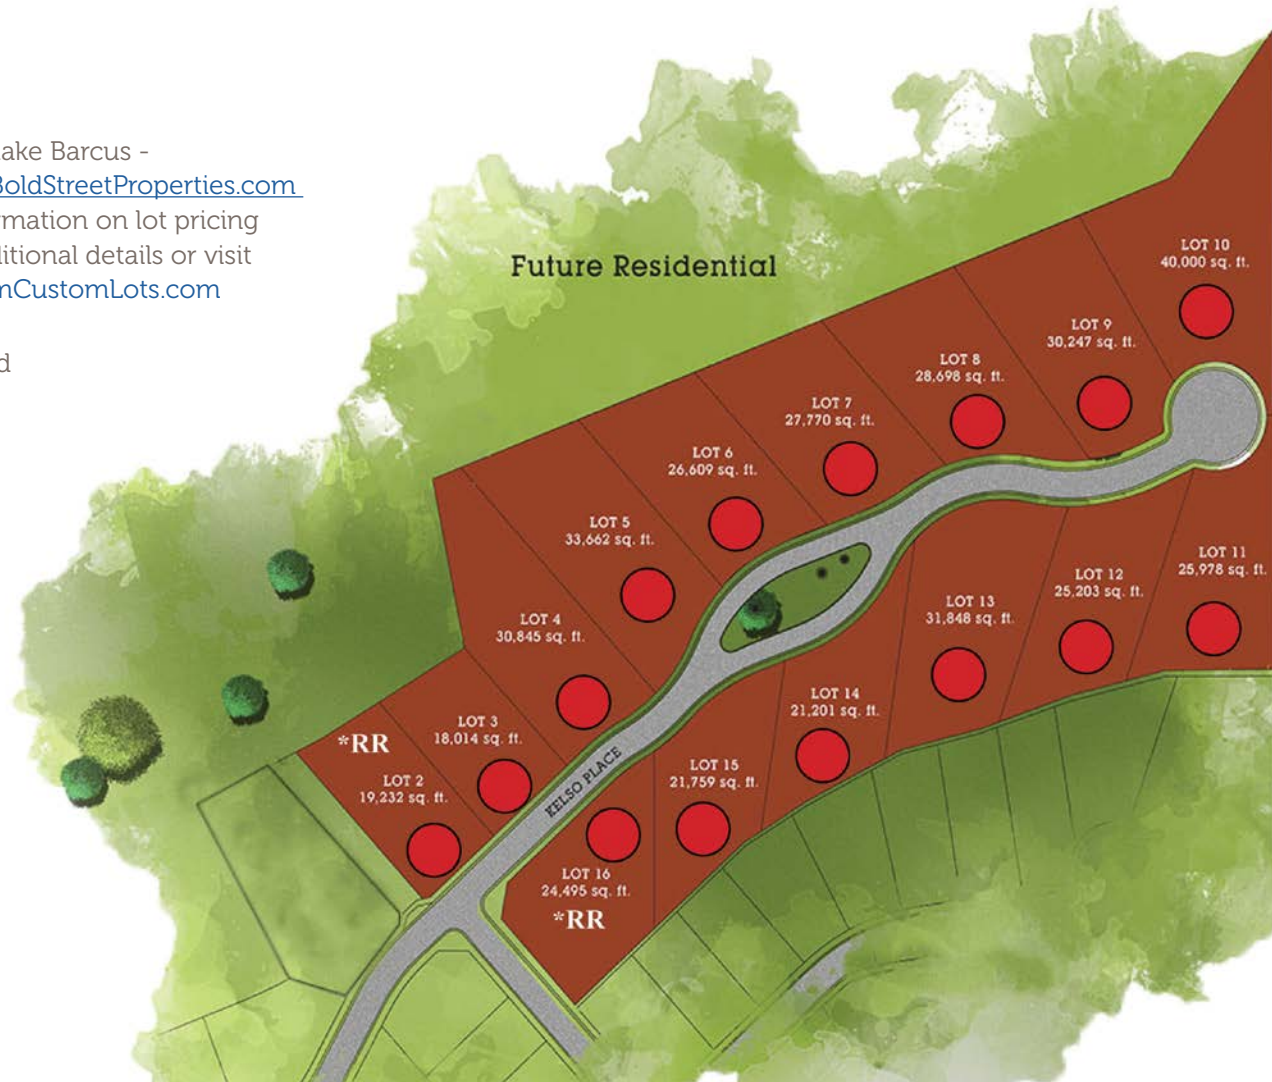 ake Barcus -
BoldStreetProperties.com
rmation on lot pricing
ditional details or visit
mCustomLots.com
d
Future Residential
LOT 10
40,000 sq. ft.
LOT 9
30,247 sq. ft.
LOT 8
28,698 sq. ft.
LOT 7
27,770 sq. ft.
LOT 6
26,609 sq. ft.
LOT 5
33,662 sq. ft.
LOT 4
30,845 sq. ft.
LOT 3
18,014 sq. ft.
*RR
LOT 2
19,232 sq. ft.
KELSO PLACE
LOT 11
25,978 sq. ft.
LOT 12
25,203 sq. ft.
LOT 13
31,848 sq. ft.
LOT 14
21,201 sq. ft.
LOT 15
21,759 sq. ft.
LOT 16
24,495 sq. ft.
*RR